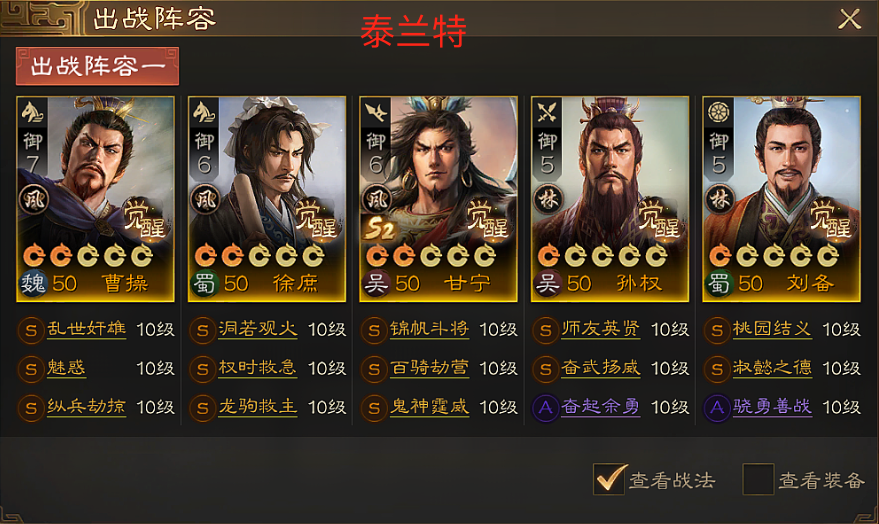 出战阵容
泰兰特
出战阵容一
御 7 风 觉醒 魏 50 曹操
御 6 风 觉醒 蜀 50 徐庶
御 6 风 S2 觉醒 吴 50 甘宁
御 5 林 觉醒 吴 50 孙权
御 5 林 觉醒 蜀 50 刘备
S 乱世奸雄 10级 S 洞若观火 10级 S 锦帆斗将 10级 S 师友英贤 10级 S 桃园结义 10级
S 魅惑 10级 S 权时救急 10级 S 百骑劫营 10级 S 奋武扬威 10级 S 淑懿之德 10级
S 纵兵劫掠 10级 S 龙驹救主 10级 S 鬼神霆威 10级 A 奋起余勇 10级 A 骁勇善战 10级
查看战法 查看装备